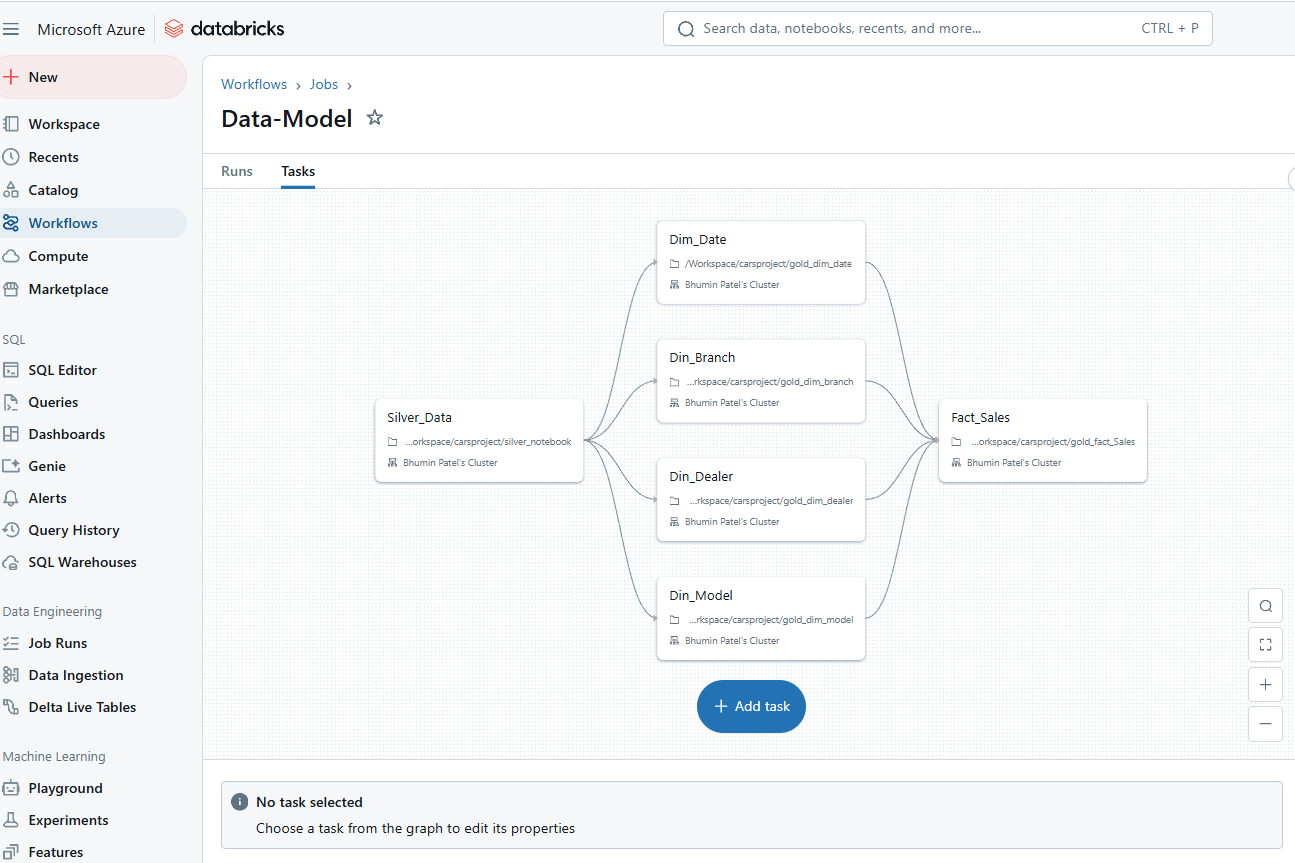 Microsoft Azure
databricks
Search data, notebooks, recents, and more...
CTRL + P
New
Workspace
Recents
Catalog
Workflows
Compute
Marketplace
SQL
SQL Editor
Queries
Dashboards
Genie
Alerts
Query History
SQL Warehouses
Data Engineering
Job Runs
Data Ingestion
Delta Live Tables
Machine Learning
Playground
Experiments
Features
Workflows › Jobs ›
Data-Model
Runs
Tasks
Silver_Data
...orkspace/carsproject/silver_notebook
Bhumin Patel's Cluster
Dim_Date
/Workspace/carsproject/gold_dim_date
Bhumin Patel's Cluster
Din_Branch
...rkspace/carsproject/gold_dim_branch
Bhumin Patel's Cluster
Din_Dealer
...rkspace/carsproject/gold_dim_dealer
Bhumin Patel's Cluster
Din_Model
...rkspace/carsproject/gold_dim_model
Bhumin Patel's Cluster
Fact_Sales
...orkspace/carsproject/gold_fact_Sales
Bhumin Patel's Cluster
+ Add task
No task selected
Choose a task from the graph to edit its properties